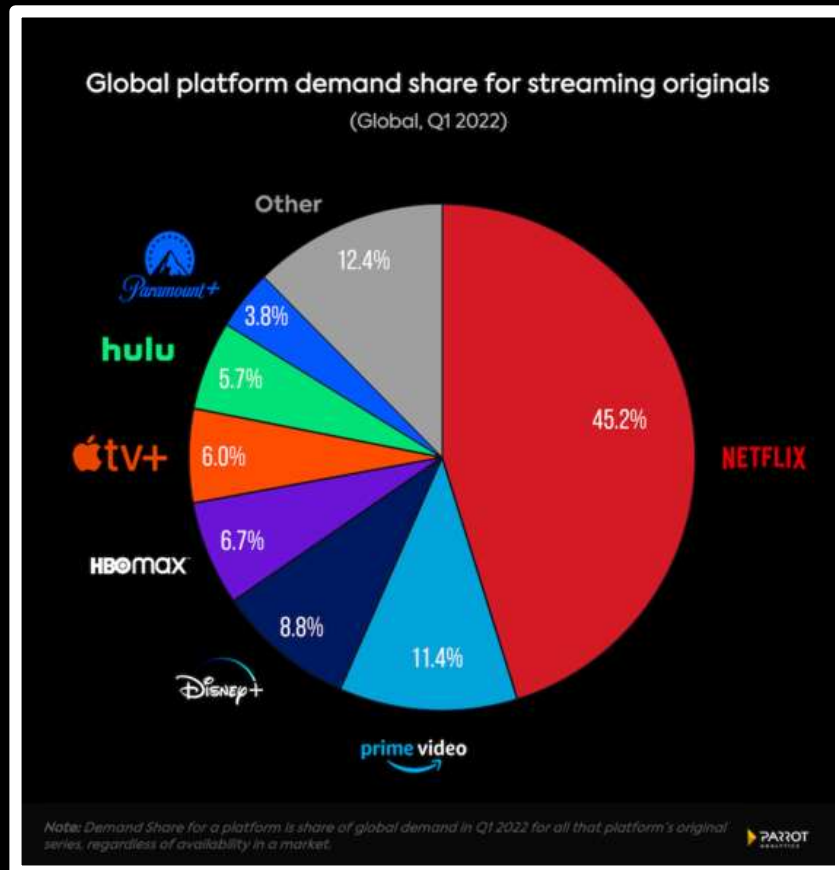 Global platform demand share for streaming originals
(Global, Q1 2022)
Other
12.4%
Paramount+
3.8%
hulu
5.7%
45.2%
NETFLIX
tv+
6.0%
HBOmax
6.7%
Disney+
8.8%
11.4%
prime video
Note: Demand Share for a platform is share of global demand in Q1 2022 for all that platform's original
series, regardless of availability in a market.
PARROT
ANALYTICS